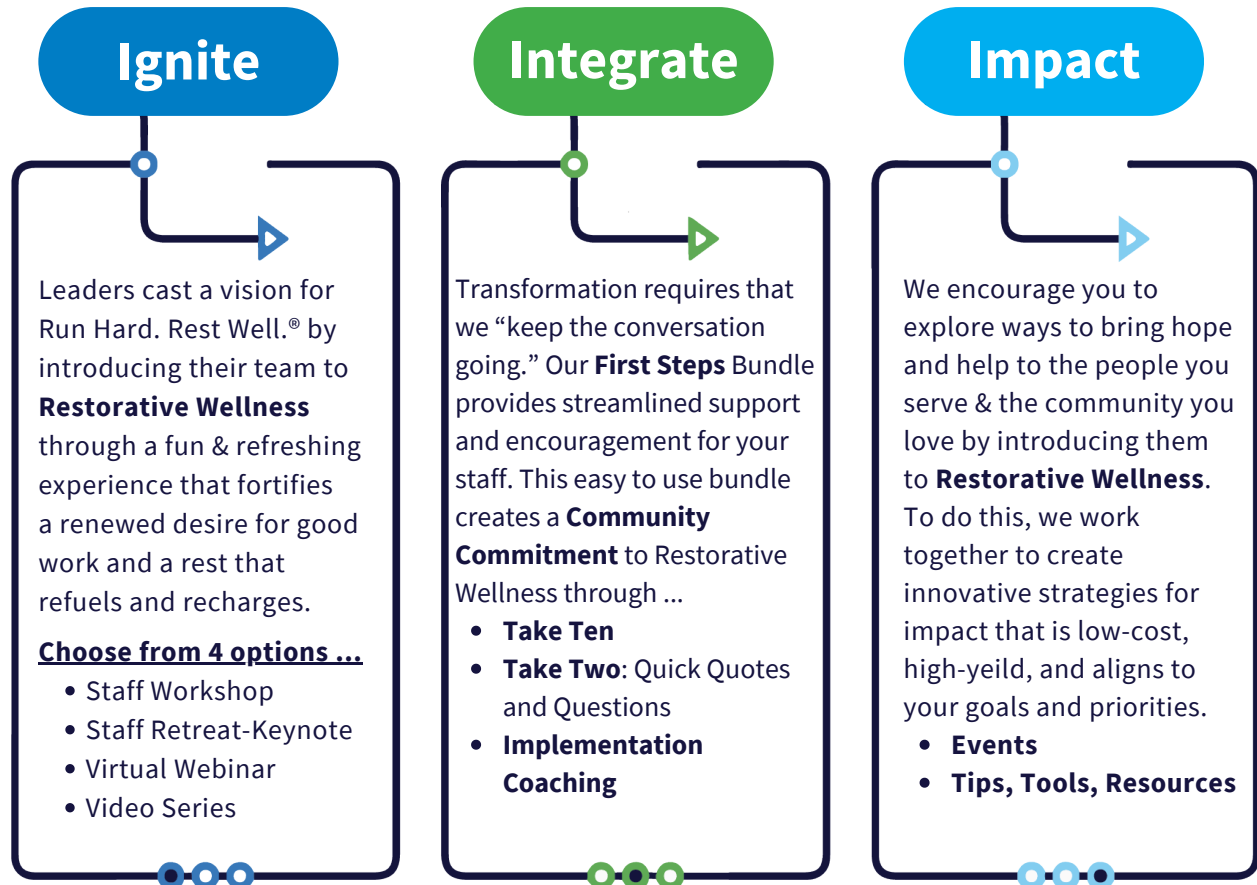 Ignite
Leaders cast a vision for
Run Hard. Rest Well.® by
introducing their team to
Restorative Wellness
through a fun & refreshing
experience that fortifies
a renewed desire for good
work and a rest that
refuels and recharges.
Choose from 4 options ...
• Staff Workshop
• Staff Retreat-Keynote
• Virtual Webinar
• Video Series
Integrate
Transformation requires that
we “keep the conversation
going.” Our First Steps Bundle
provides streamlined support
and encouragement for your
staff. This easy to use bundle
creates a Community
Commitment to Restorative
Wellness through ...
• Take Ten
• Take Two: Quick Quotes
and Questions
• Implementation
Coaching
Impact
We encourage you to
explore ways to bring hope
and help to the people you
serve & the community you
love by introducing them
to Restorative Wellness.
To do this, we work
together to create
innovative strategies for
impact that is low-cost,
high-yeild, and aligns to
your goals and priorities.
• Events
• Tips, Tools, Resources